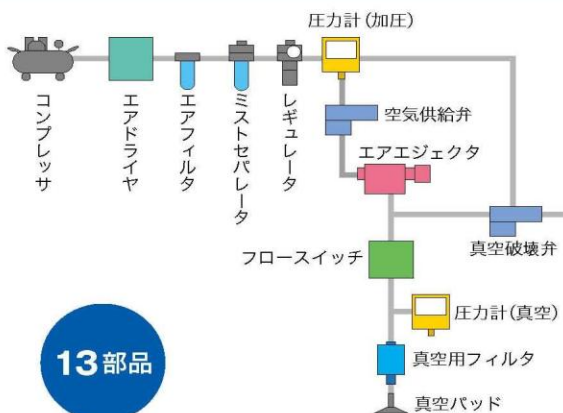 圧力計(加圧)
コンプレッサ
エアドライヤ
エアフィルタ
ミストセパレータ
レギュレータ
空気供給弁
エアエジェクタ
真空破壊弁
フロースイッチ
圧力計(真空)
真空用フィルタ
真空パッド
13部品